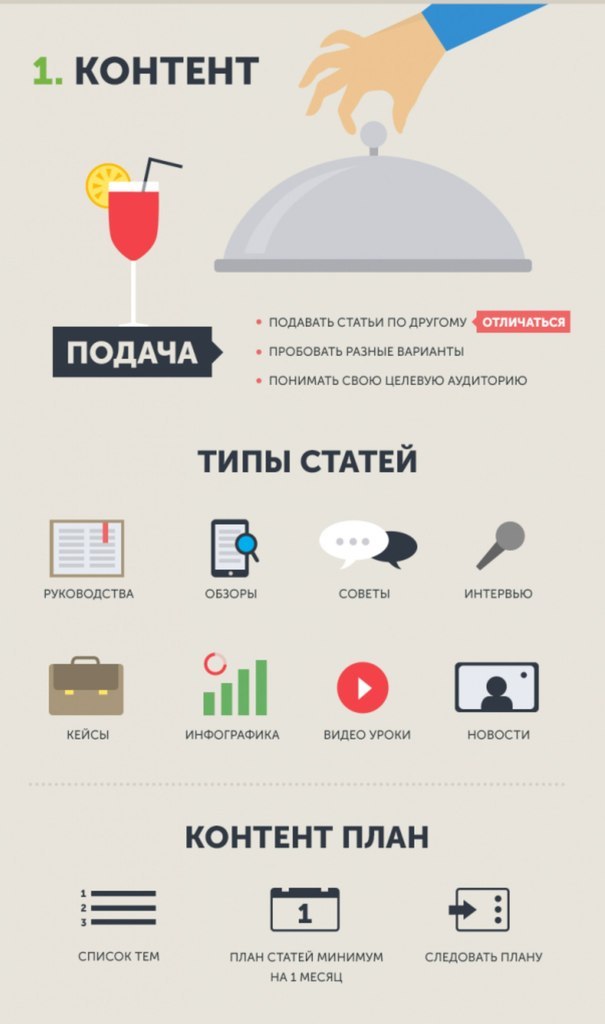 1. КОНТЕНТ
ПОДАЧА
ПОДАВАТЬ СТАТЬИ ПО ДРУГОМУ ОТЛИЧАТЬСЯ
ПРОБОВАТЬ РАЗНЫЕ ВАРИАНТЫ
ПОНИМАТЬ СВОЮ ЦЕЛЕВУЮ АУДИТОРИЮ
ТИПЫ СТАТЕЙ
РУКОВОДСТВА
ОБЗОРЫ
СОВЕТЫ
ИНТЕРВЬЮ
КЕЙСЫ
ИНФОГРАФИКА
ВИДЕО УРОКИ
НОВОСТИ
КОНТЕНТ ПЛАН
1
2
3
СПИСОК ТЕМ
1
ПЛАН СТАТЕЙ МИНИМУМ
НА 1 МЕСЯЦ
СЛЕДОВАТЬ ПЛАНУ